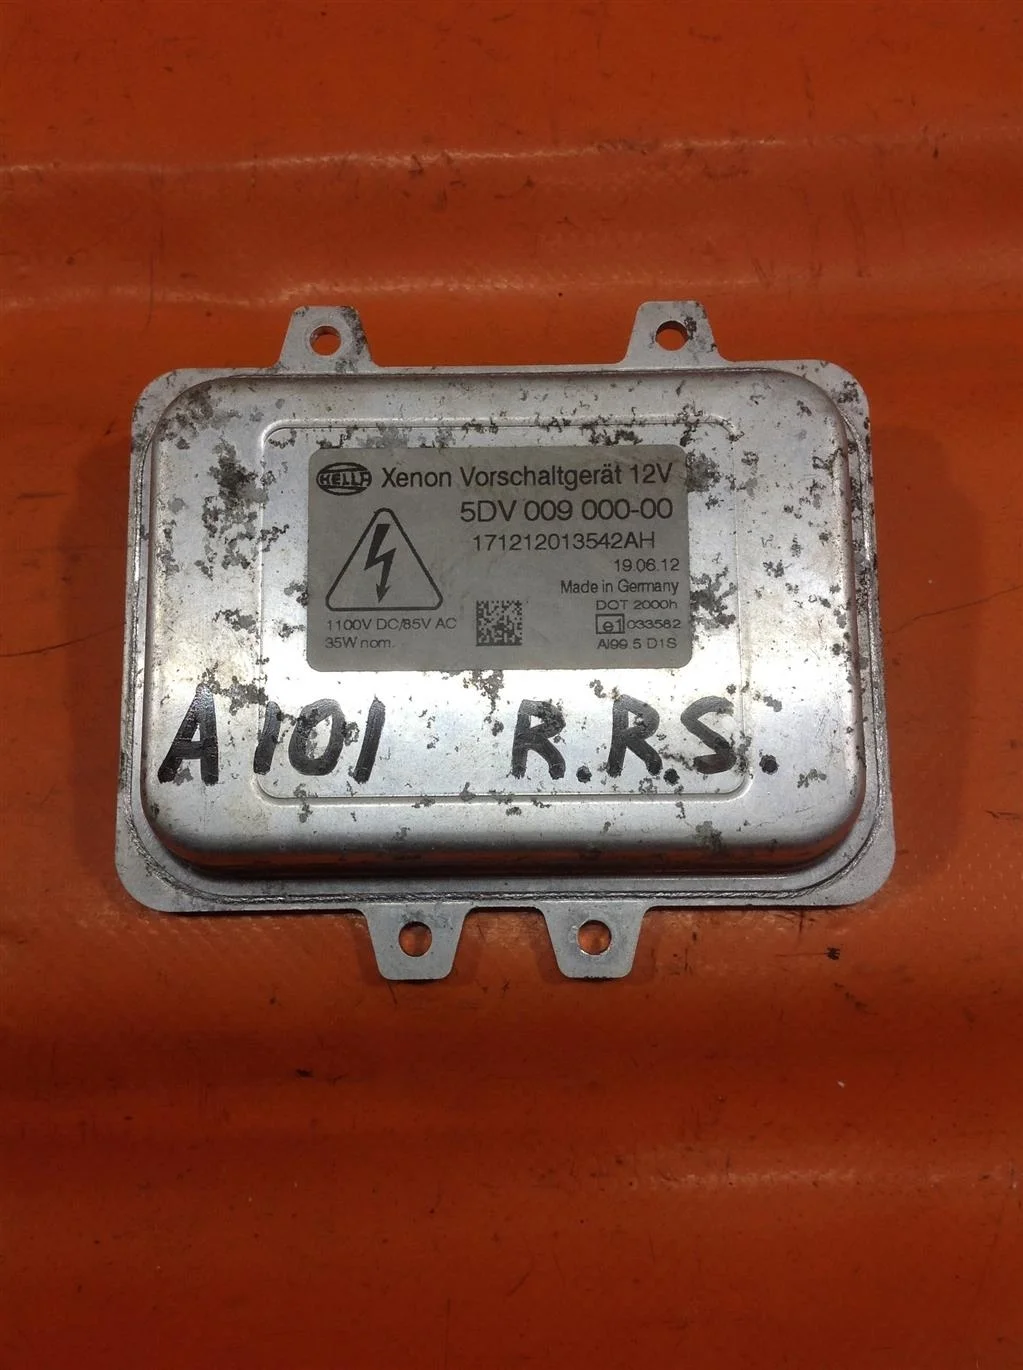 HELLA Xenon Vorschaltgerät 12V
5DV 009 000-00
171212013542AH
19.06.12
Made in Germany
DOT 2000h
1100V DC/85V AC e1 033582
35W nom. Al99.5 D1S
A101 R.R.S.